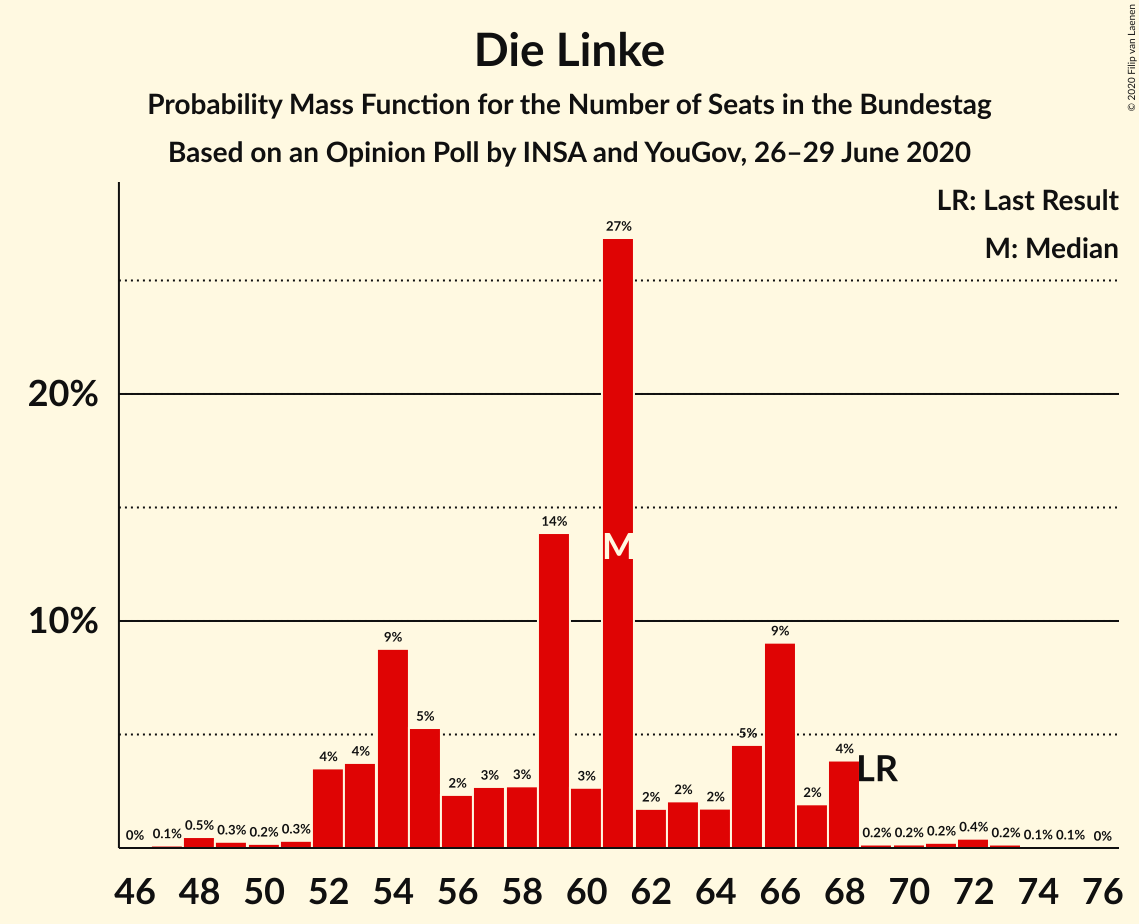 Die Linke
Probability Mass Function for the Number of Seats in the Bundestag
Based on an Opinion Poll by INSA and YouGov, 26–29 June 2020
© 2020 Filip van Laenen
LR: Last Result
M: Median
20%
10%
0% 0.1% 0.5% 0.3% 0.2% 0.3% 4% 4% 9% 5% 2% 3% 3% 14% 3% 27% 2% 2% 2% 5% 9% 2% 4% 0.2% 0.2% 0.2% 0.4% 0.2% 0.1% 0.1% 0%
M
LR
46 48 50 52 54 56 58 60 62 64 66 68 70 72 74 76